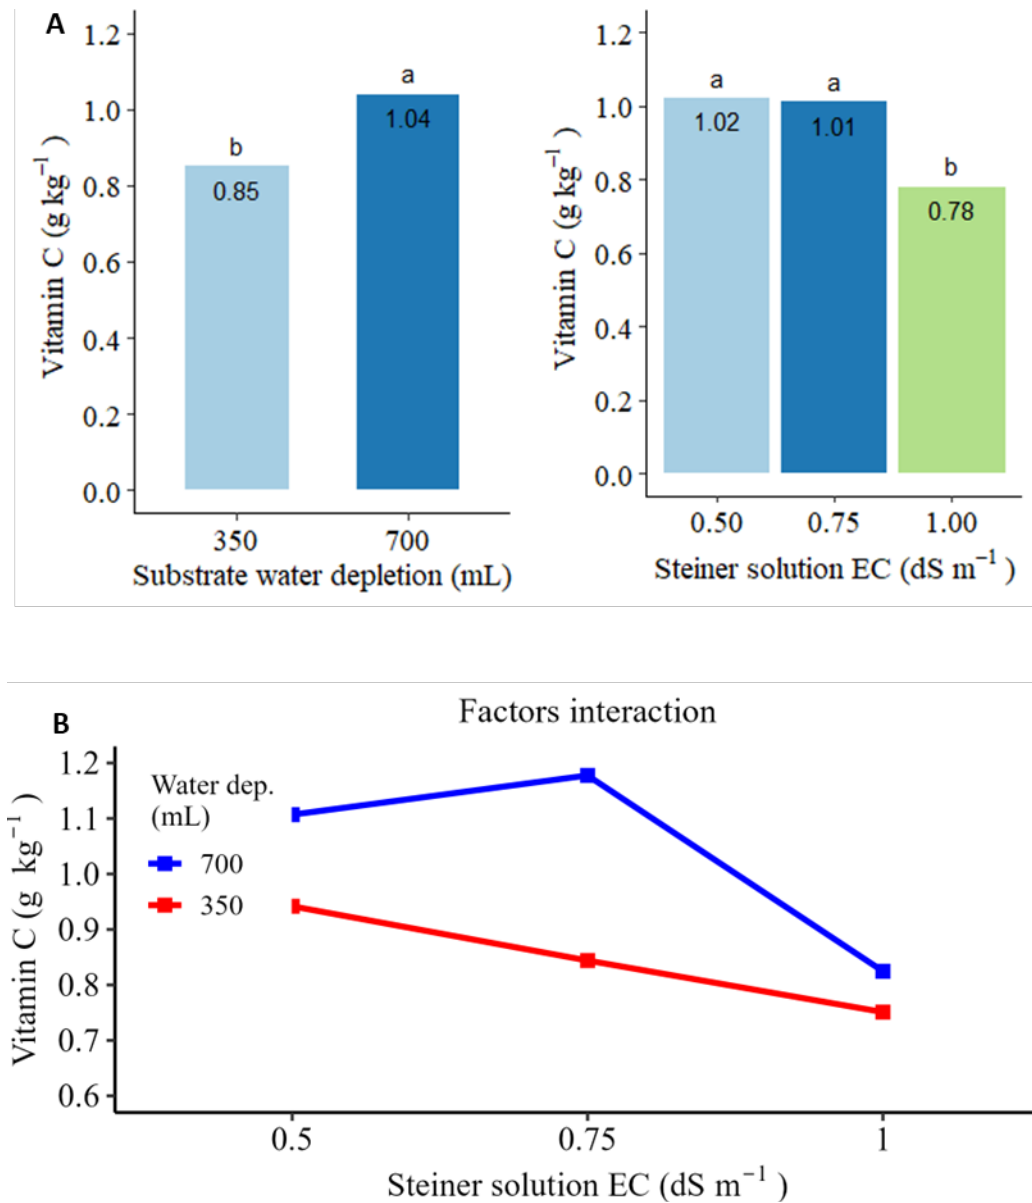 A
1.2
1.0
0.8
0.6
0.4
0.2
0.0
Vitamin C (g kg⁻¹ )
b
0.85
a
1.04
350
700
Substrate water depletion (mL)
1.2
1.0
0.8
0.6
0.4
0.2
0.0
Vitamin C (g kg⁻¹ )
a
1.02
a
1.01
b
0.78
0.50
0.75
1.00
Steiner solution EC (dS m⁻¹ )
B
Factors interaction
1.2
1.1
1.0
0.9
0.8
0.7
0.6
Vitamin C (g kg⁻¹ )
Water dep.
(mL)
700
350
0.5
0.75
1
Steiner solution EC (dS m⁻¹ )